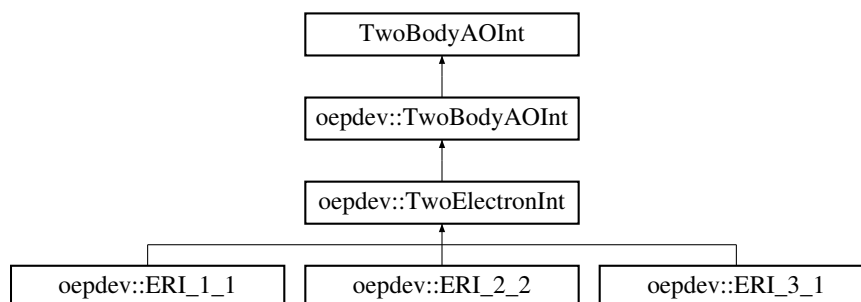 TwoBodyAOInt
oepdev::TwoBodyAOInt
oepdev::TwoElectronInt
oepdev::ERI_1_1 oepdev::ERI_2_2 oepdev::ERI_3_1